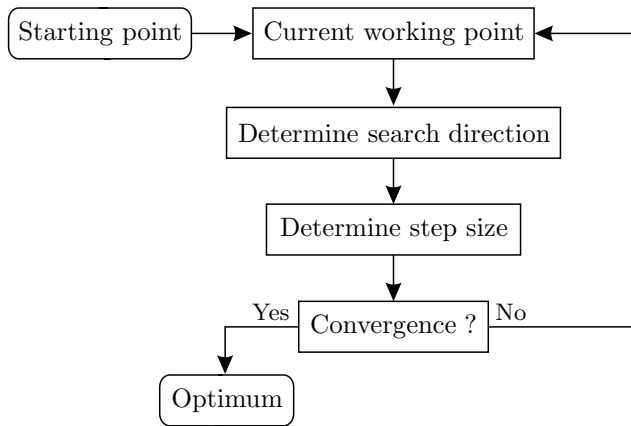 Starting point
Current working point
Determine search direction
Determine step size
Yes
Convergence ?
No
Optimum